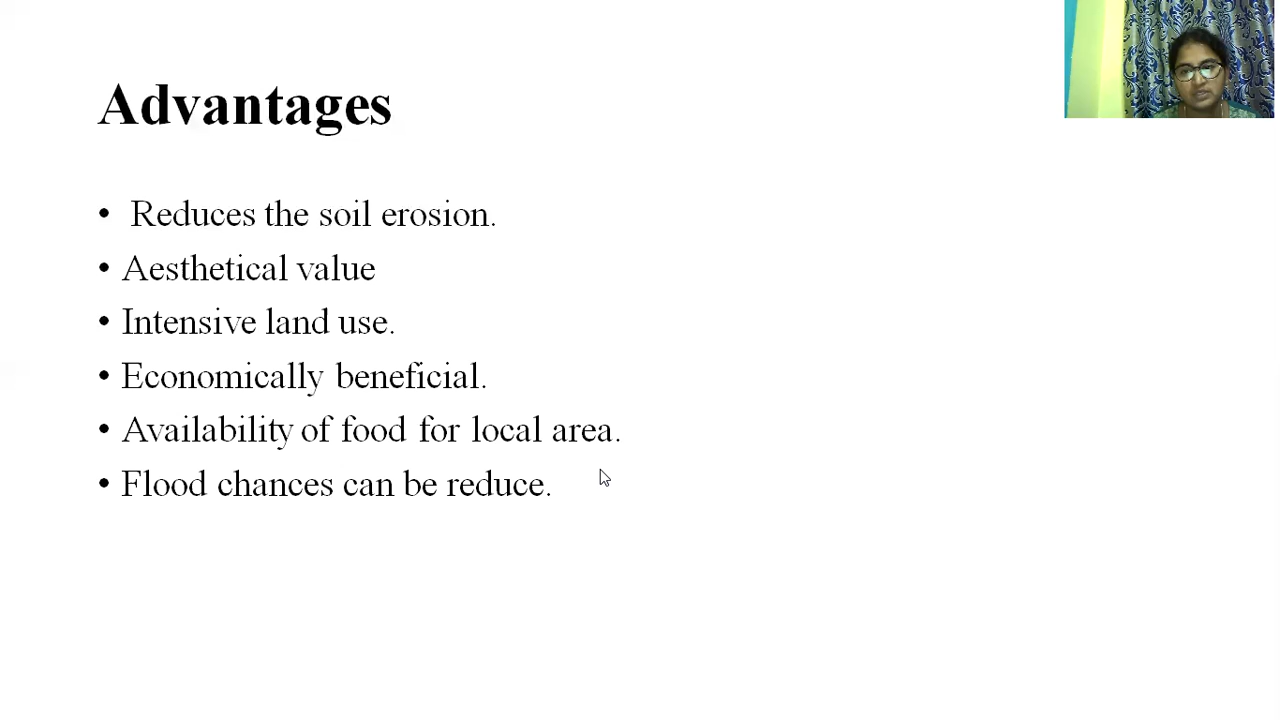 Advantages
• Reduces the soil erosion.
• Aesthetical value
• Intensive land use.
• Economically beneficial.
• Availability of food for local area.
• Flood chances can be reduce.